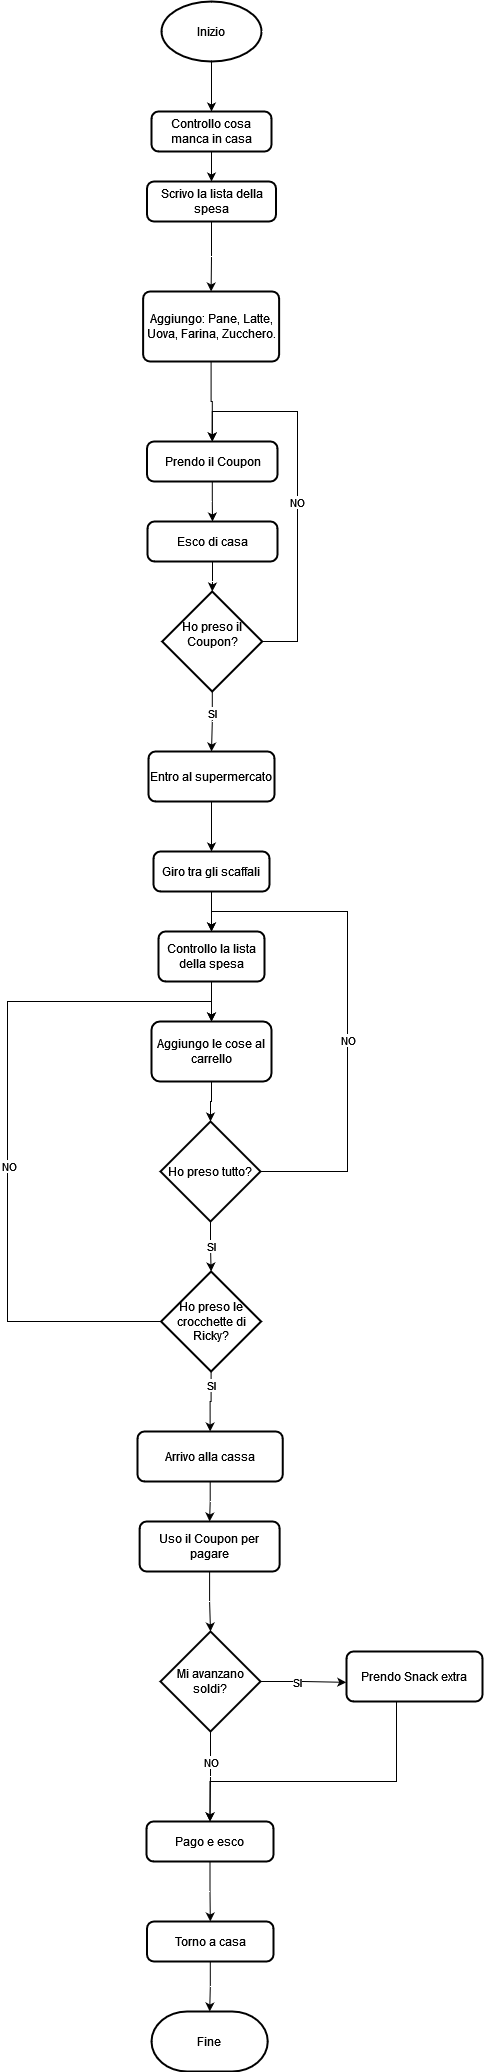 Inizio
Controllo cosa
manca in casa
Scrivo la lista della
spesa
Aggiungo: Pane, Latte,
Uova, Farina, Zucchero.
Prendo il Coupon
NO
Esco di casa
Ho preso il
Coupon?
SI
Entro al supermercato
Giro tra gli scaffali
Controllo la lista
della spesa
Aggiungo le cose al
carrello
NO
NO
Ho preso tutto?
SI
Ho preso le
crocchette di
Ricky?
SI
Arrivo alla cassa
Uso il Coupon per
pagare
Mi avanzano
soldi?
SI
Prendo Snack extra
NO
Pago e esco
Torno a casa
Fine